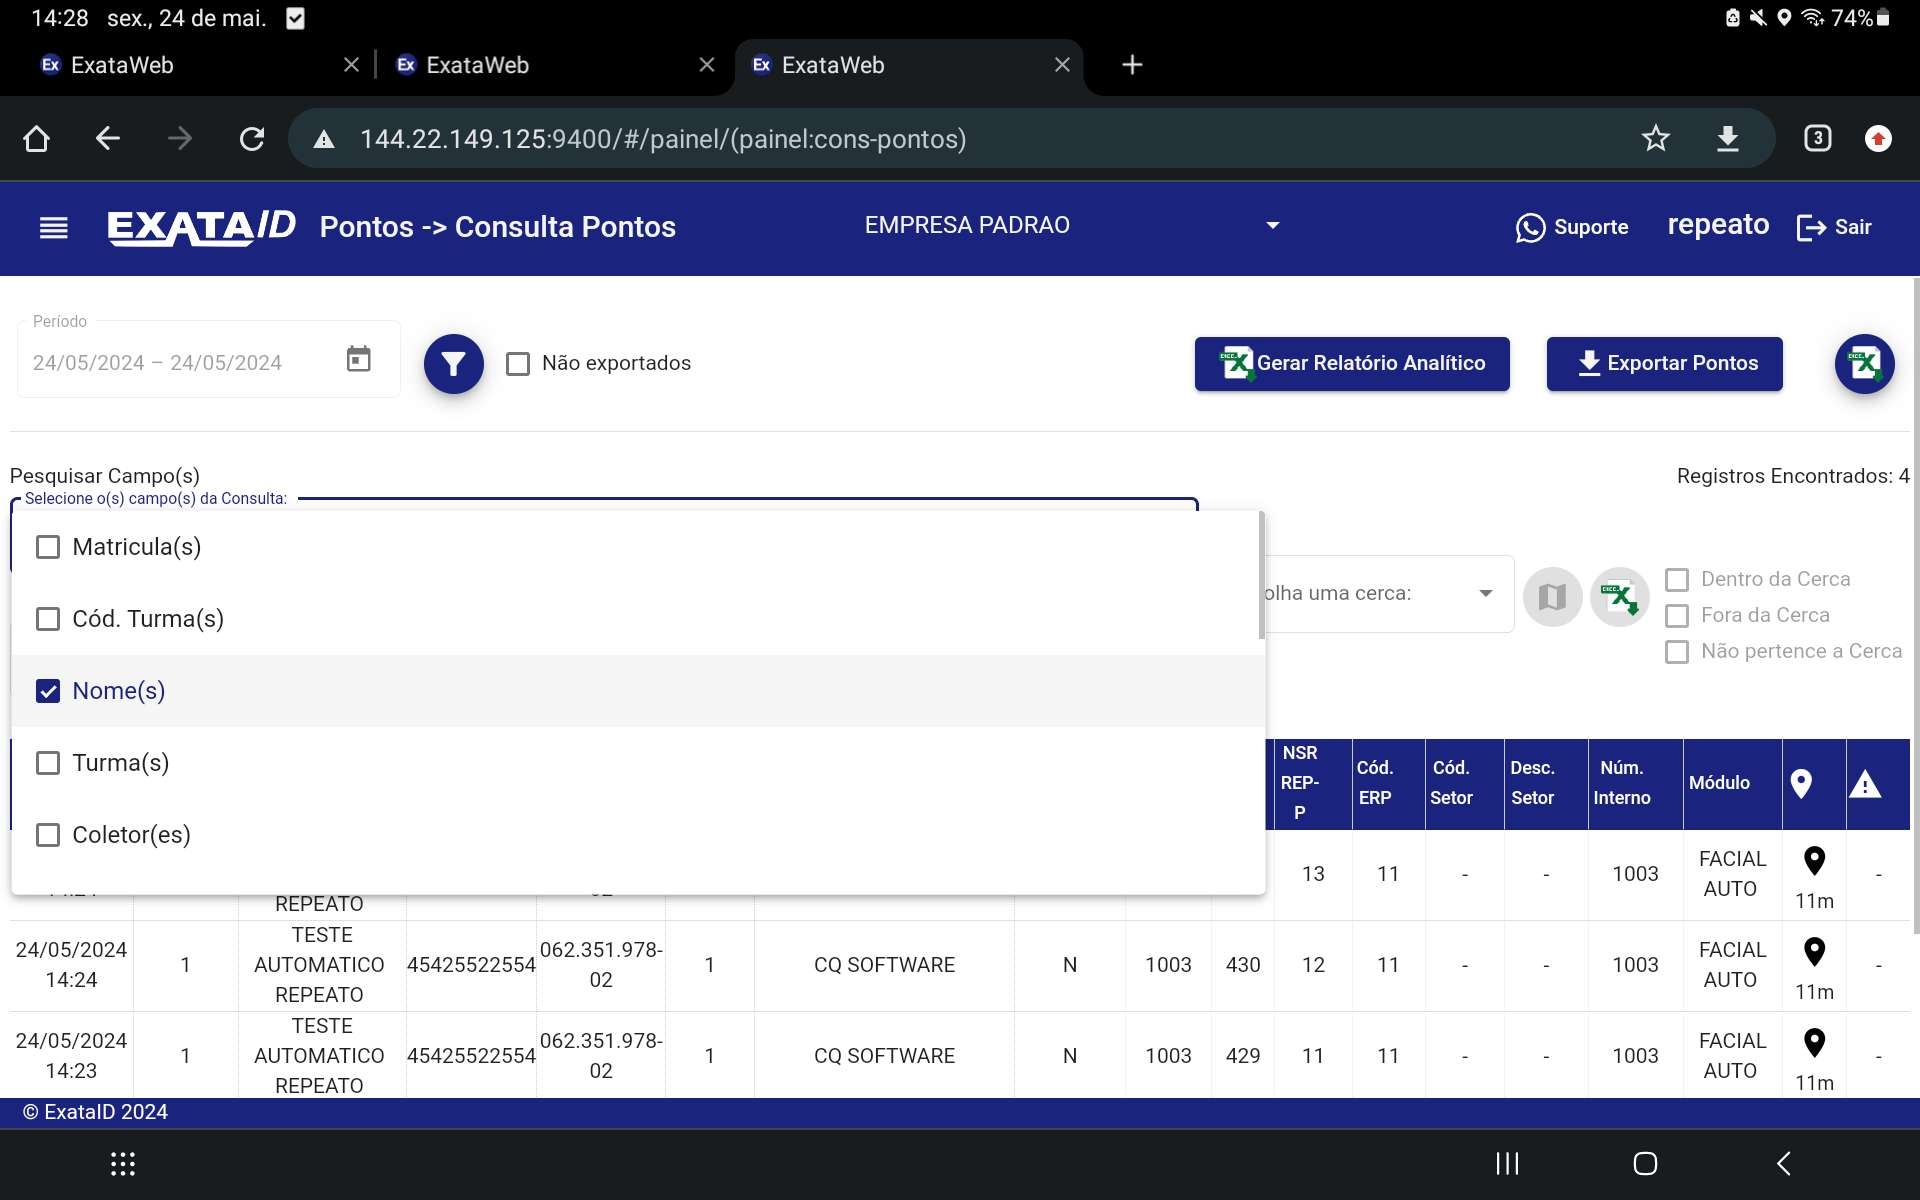 14:28 sex., 24 de mai. 74%
Ex ExataWeb Ex ExataWeb Ex ExataWeb
144.22.149.125:9400/#/painel/(painel:cons-pontos) 3
EXATAID Pontos -> Consulta Pontos EMPRESA PADRAO Suporte repeato Sair
Período
24/05/2024 – 24/05/2024 Não exportados Gerar Relatório Analítico Exportar Pontos
Pesquisar Campo(s) Registros Encontrados: 4
Selecione o(s) campo(s) da Consulta:
Matricula(s)
Cód. Turma(s)
Nome(s)
Turma(s)
Coletor(es)
olha uma cerca:
Dentro da Cerca
Fora da Cerca
Não pertence a Cerca
NSR REP-P Cód. ERP Cód. Setor Desc. Setor Núm. Interno Módulo
REPEATO 13 11 - - 1003 FACIAL AUTO 11m -
24/05/2024 14:24 1 TESTE AUTOMATICO REPEATO 45425522554 062.351.978-02 1 CQ SOFTWARE N 1003 430 12 11 - - 1003 FACIAL AUTO 11m -
24/05/2024 14:23 1 TESTE AUTOMATICO REPEATO 45425522554 062.351.978-02 1 CQ SOFTWARE N 1003 429 11 11 - - 1003 FACIAL AUTO 11m -
© ExataID 2024